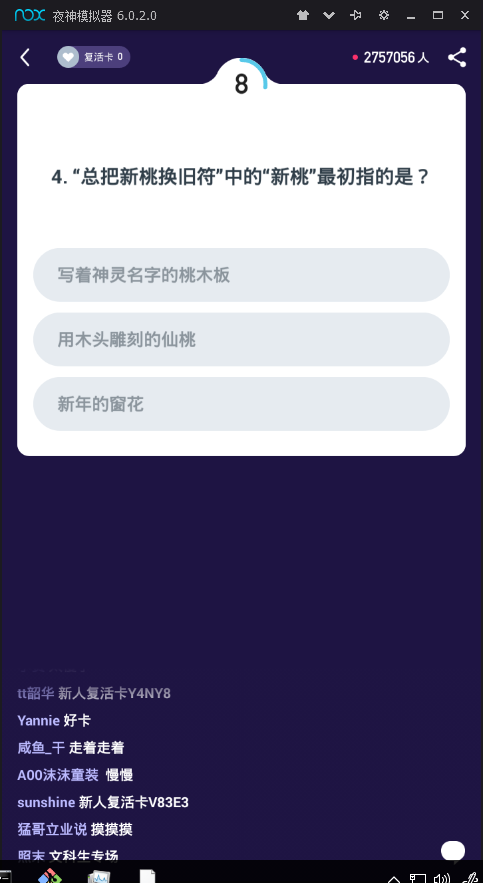 nox 夜神模拟器 6.0.2.0
复活卡 0
2757056 人
8
4. “总把新桃换旧符”中的“新桃”最初指的是？
写着神灵名字的桃木板
用木头雕刻的仙桃
新年的窗花
tt韶华 新人复活卡Y4NY8
Yannie 好卡
咸鱼_干 走着走着
A00沫沫童装 慢慢
sunshine 新人复活卡V83E3
猛哥立业说 摸摸摸
照末 文科生专场